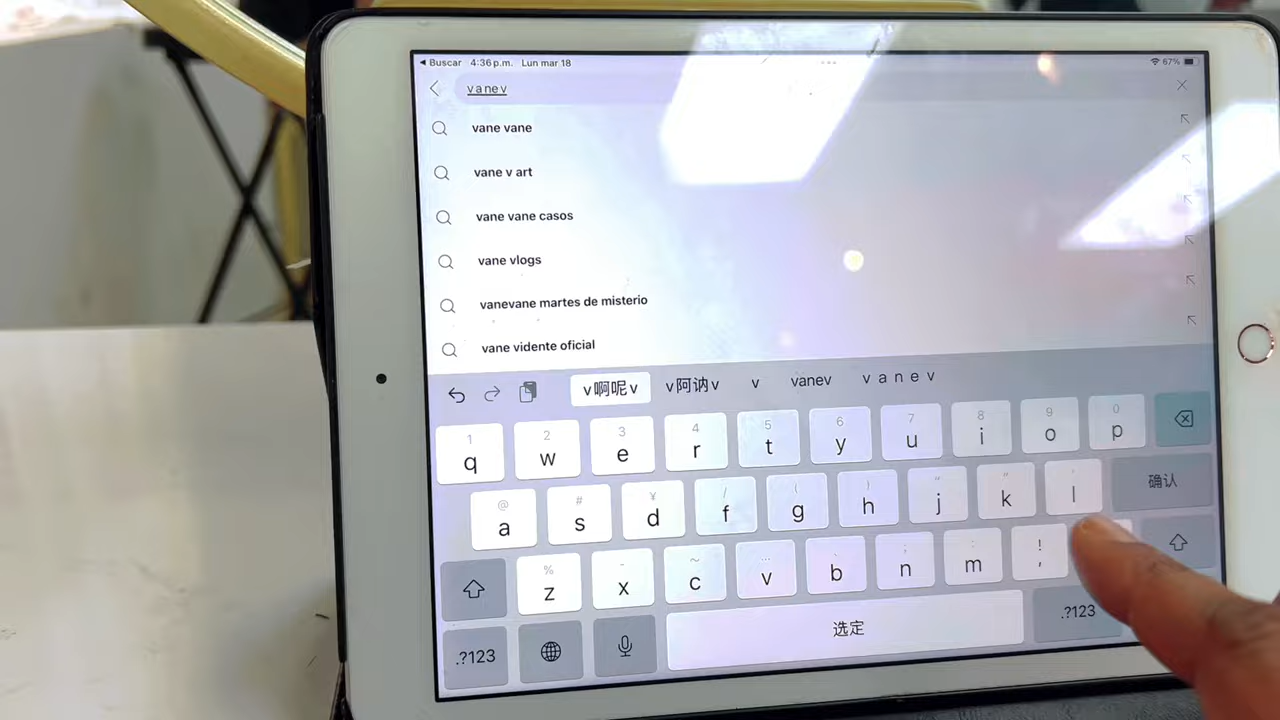 ◀ Buscar 4:36 p.m. Lun mar 18 67%
v a n e v
vane vane
vane v art
vane vane casos
vane vlogs
vanevane martes de misterio
vane vidente oficial
v啊呢v v阿讷v v vanev v a n e v
1 2 3 4 5 6 7 8 9 0
q w e r t y u i o p
@ # ¥ / ( ) “ ” '
a s d f g h j k l 确认
% - ~ … 、 ; : !
z x c v b n m ,
.?123 选定 .?123